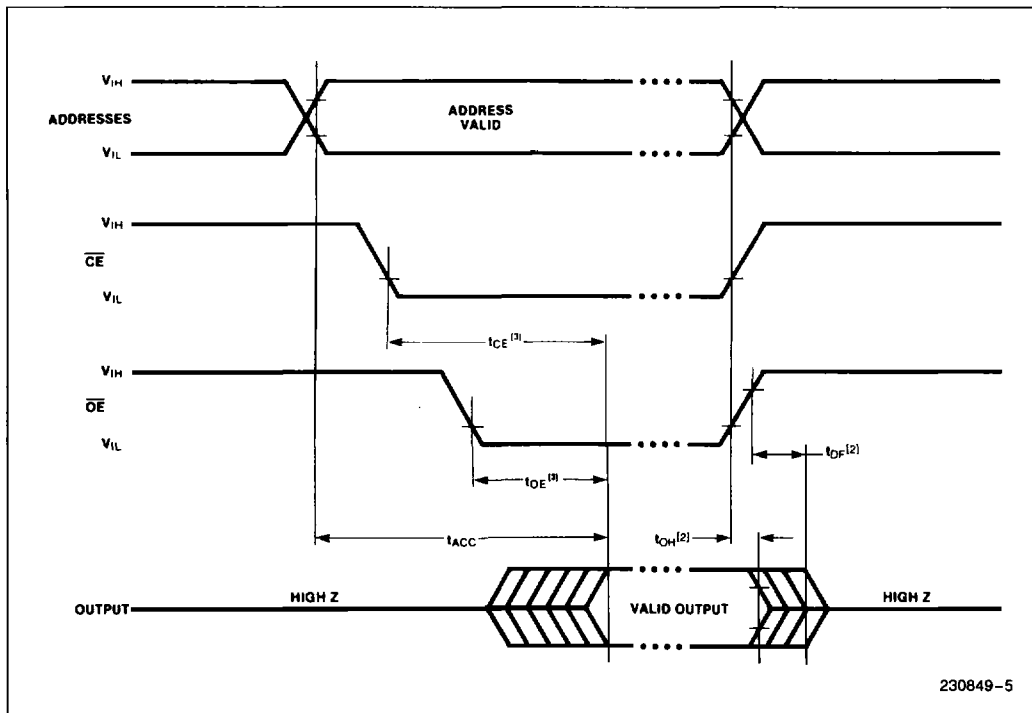 VIH
ADDRESSES
ADDRESS
VALID
VIL
VIH
CE
VIL
tCE[3]
VIH
OE
VIL
tDF[2]
tOE[3]
tACC
tOH[2]
HIGH Z
OUTPUT
VALID OUTPUT
HIGH Z
230849-5